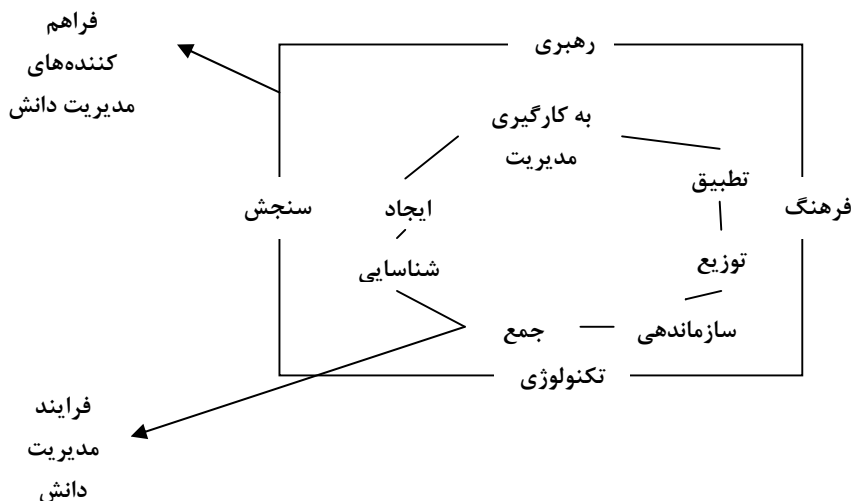 فراهم
کننده‌های
مدیریت دانش
رهبری
به کارگیری
مدیریت
تطبیق
ایجاد
سنجش
فرهنگ
شناسایی
توزیع
جمع
سازماندهی
تکنولوژی
فرایند
مدیریت
دانش